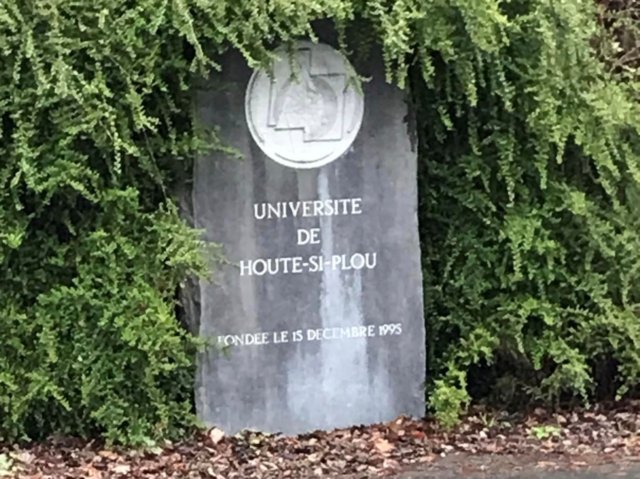 UNIVERSITE
DE
HOUTE-SI-PLOU
FONDEE LE 15 DECEMBRE 1995